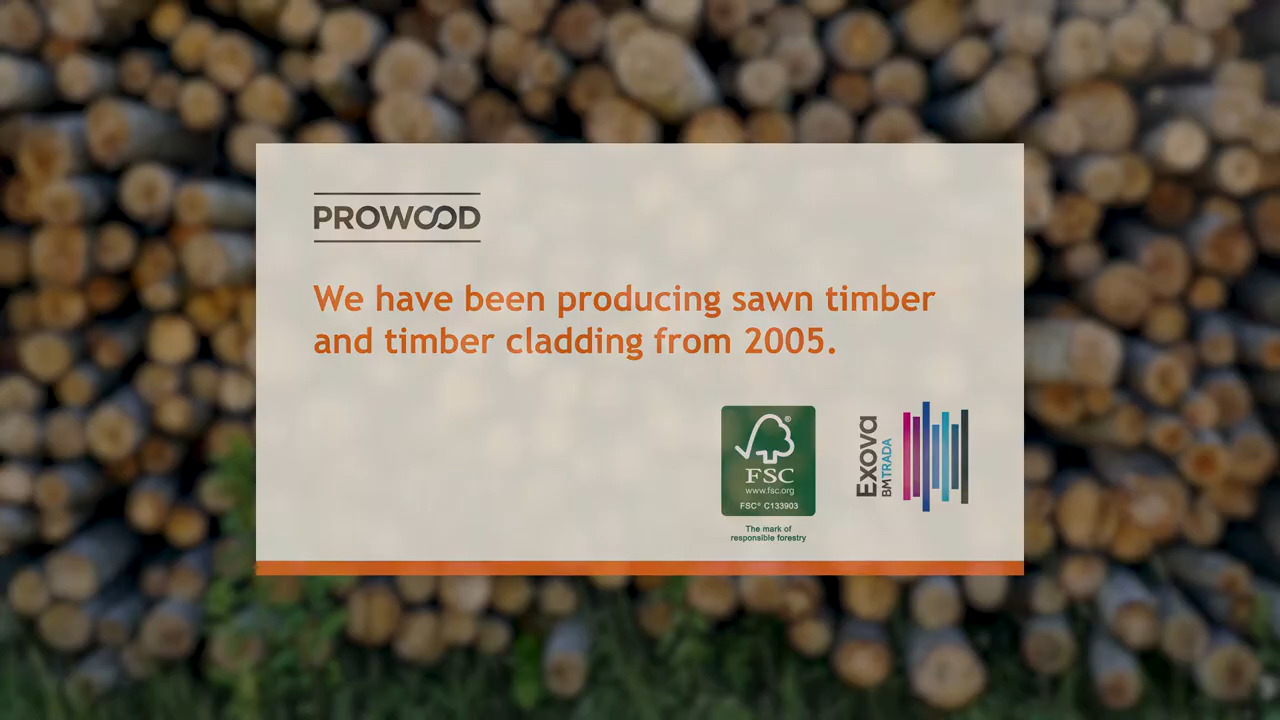 PROWOOD
We have been producing sawn timber
and timber cladding from 2005.
FSC
www.fsc.org
FSC® C133903
The mark of
responsible forestry
Exova
BMTRADA